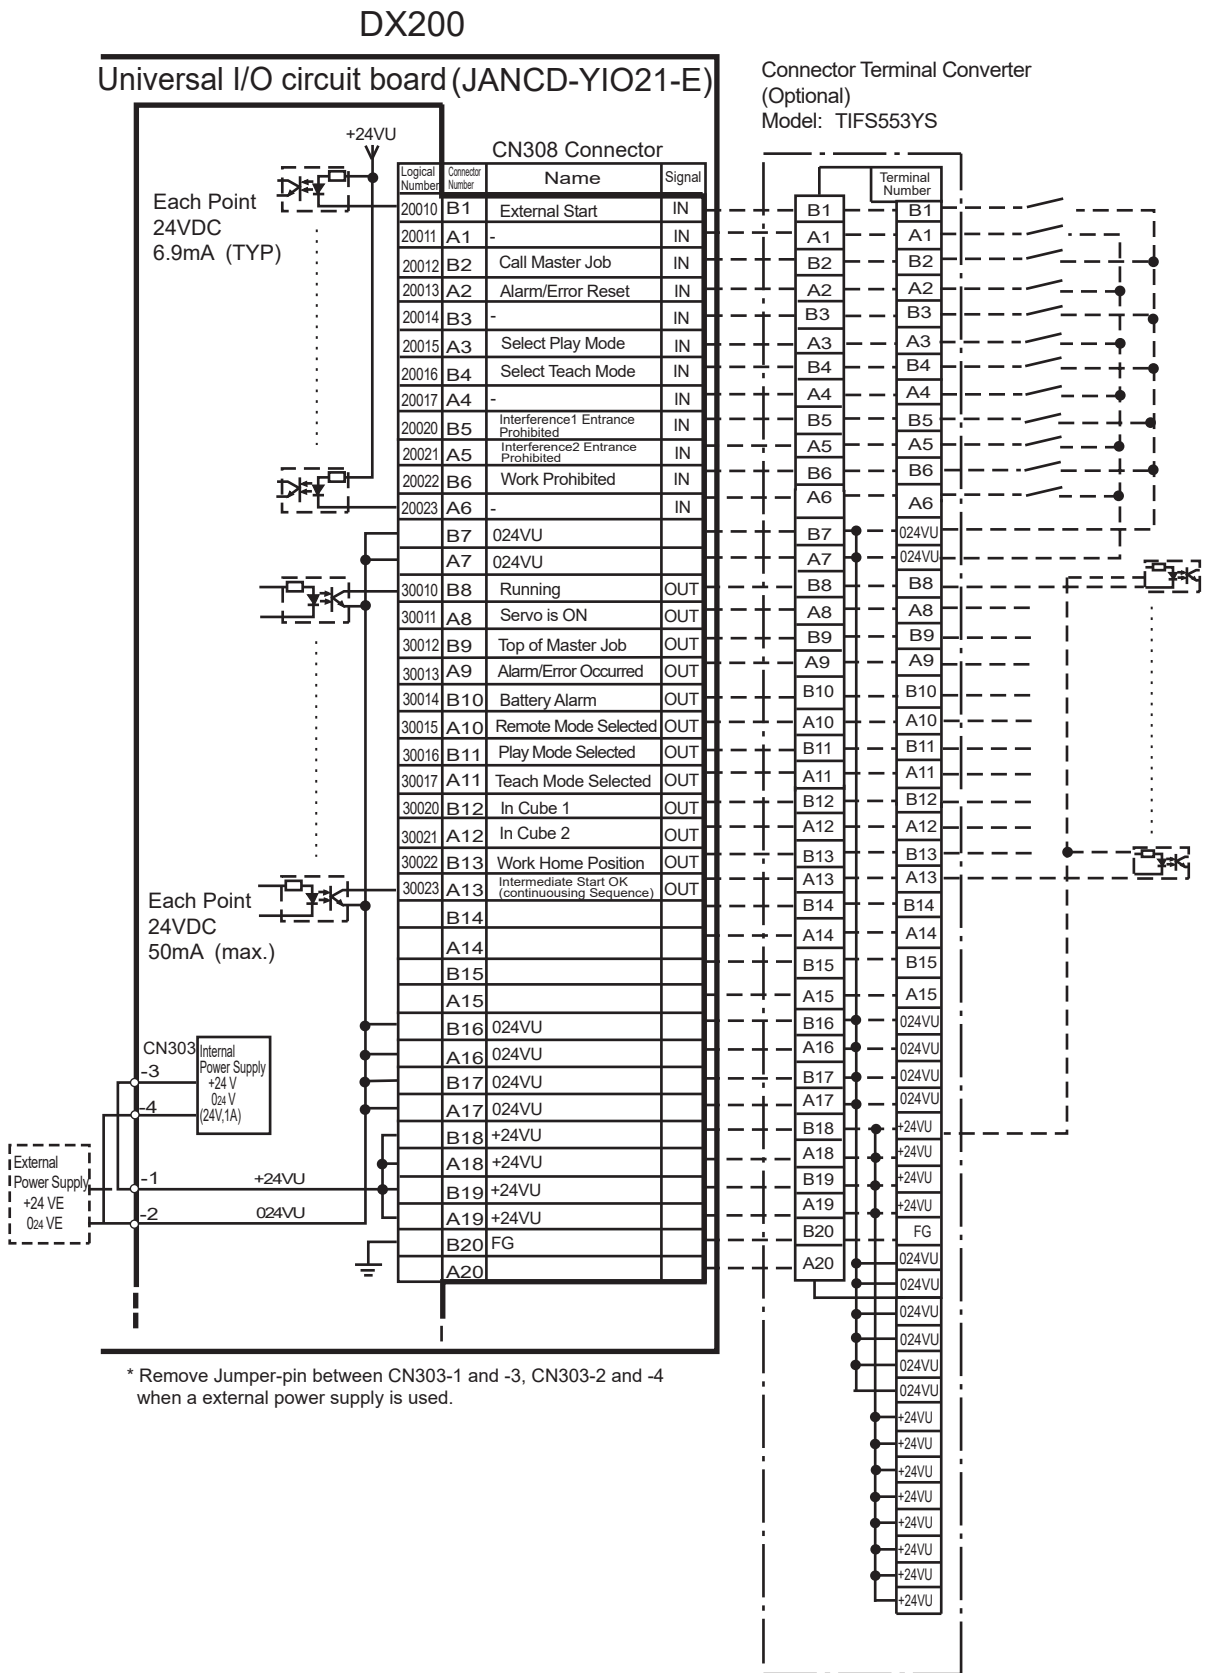 DX200
Universal I/O circuit board (JANCD-YIO21-E)
Connector Terminal Converter
(Optional)
Model: TIFS553YS
+24VU
CN308 Connector
Logical Number Connector Number Name Signal
Terminal
Number
Each Point
24VDC
6.9mA (TYP)
20010 B1 External Start IN B1 B1
20011 A1 - IN A1 A1
20012 B2 Call Master Job IN B2 B2
20013 A2 Alarm/Error Reset IN A2 A2
20014 B3 - IN B3 B3
20015 A3 Select Play Mode IN A3 A3
20016 B4 Select Teach Mode IN B4 B4
20017 A4 - IN A4 A4
20020 B5 Interference1 Entrance Prohibited IN B5 B5
20021 A5 Interference2 Entrance Prohibited IN A5 A5
20022 B6 Work Prohibited IN B6 B6
20023 A6 - IN A6 A6
B7 024VU B7 024VU
A7 024VU A7 024VU
30010 B8 Running OUT B8 B8
30011 A8 Servo is ON OUT A8 A8
30012 B9 Top of Master Job OUT B9 B9
30013 A9 Alarm/Error Occurred OUT A9 A9
30014 B10 Battery Alarm OUT B10 B10
30015 A10 Remote Mode Selected OUT A10 A10
30016 B11 Play Mode Selected OUT B11 B11
30017 A11 Teach Mode Selected OUT A11 A11
30020 B12 In Cube 1 OUT B12 B12
30021 A12 In Cube 2 OUT A12 A12
30022 B13 Work Home Position OUT B13 B13
30023 A13 Intermediate Start OK (continuousing Sequence) OUT A13 A13
Each Point
24VDC
50mA (max.)
B14 B14 B14
A14 A14 A14
B15 B15 B15
A15 A15 A15
B16 024VU B16 024VU
A16 024VU A16 024VU
B17 024VU B17 024VU
A17 024VU A17 024VU
B18 +24VU B18 +24VU
A18 +24VU A18 +24VU
B19 +24VU B19 +24VU
A19 +24VU A19 +24VU
B20 FG B20 FG
A20 A20 024VU
CN303
-3
-4
Internal
Power Supply
+24 V
024 V
(24V,1A)
External
Power Supply
+24 VE
024 VE
-1 +24VU
-2 024VU
024VU
024VU
024VU
024VU
024VU
+24VU
+24VU
+24VU
+24VU
+24VU
+24VU
+24VU
+24VU
* Remove Jumper-pin between CN303-1 and -3, CN303-2 and -4
when a external power supply is used.